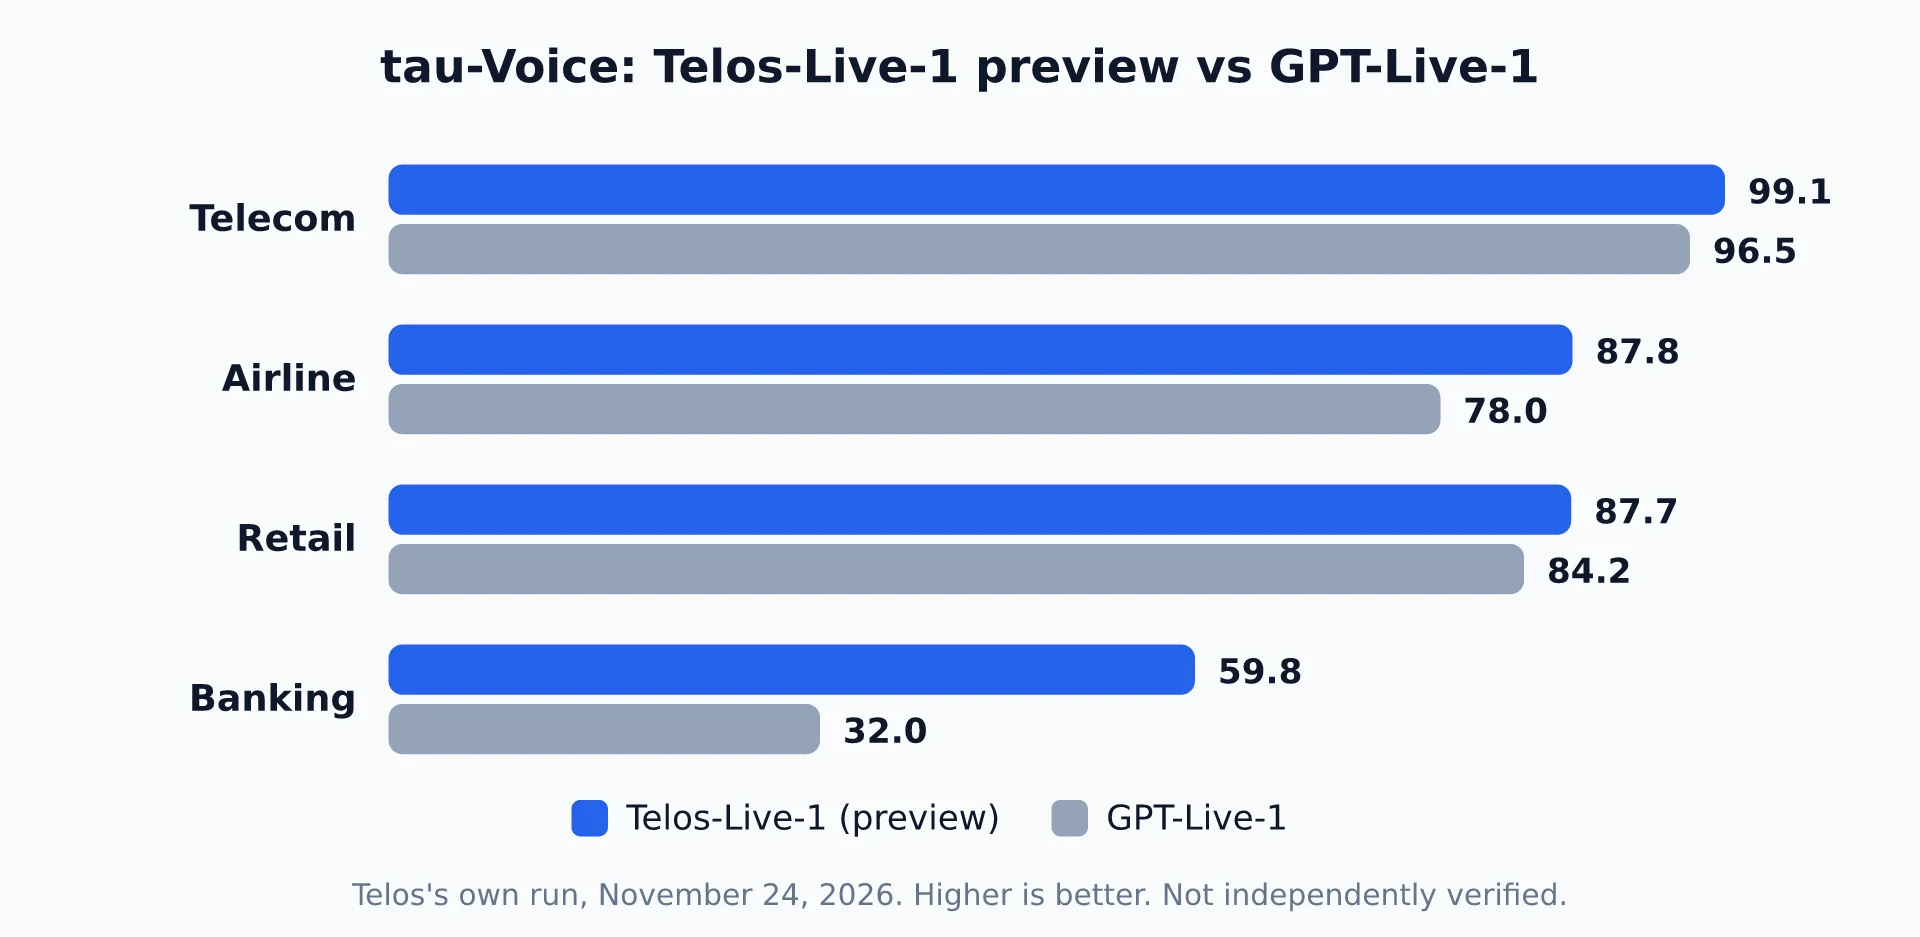 tau-Voice: Telos-Live-1 preview vs GPT-Live-1
Telecom
99.1
96.5
Airline
87.8
78.0
Retail
87.7
84.2
Banking
59.8
32.0
Telos-Live-1 (preview)
GPT-Live-1
Telos's own run, November 24, 2026. Higher is better. Not independently verified.